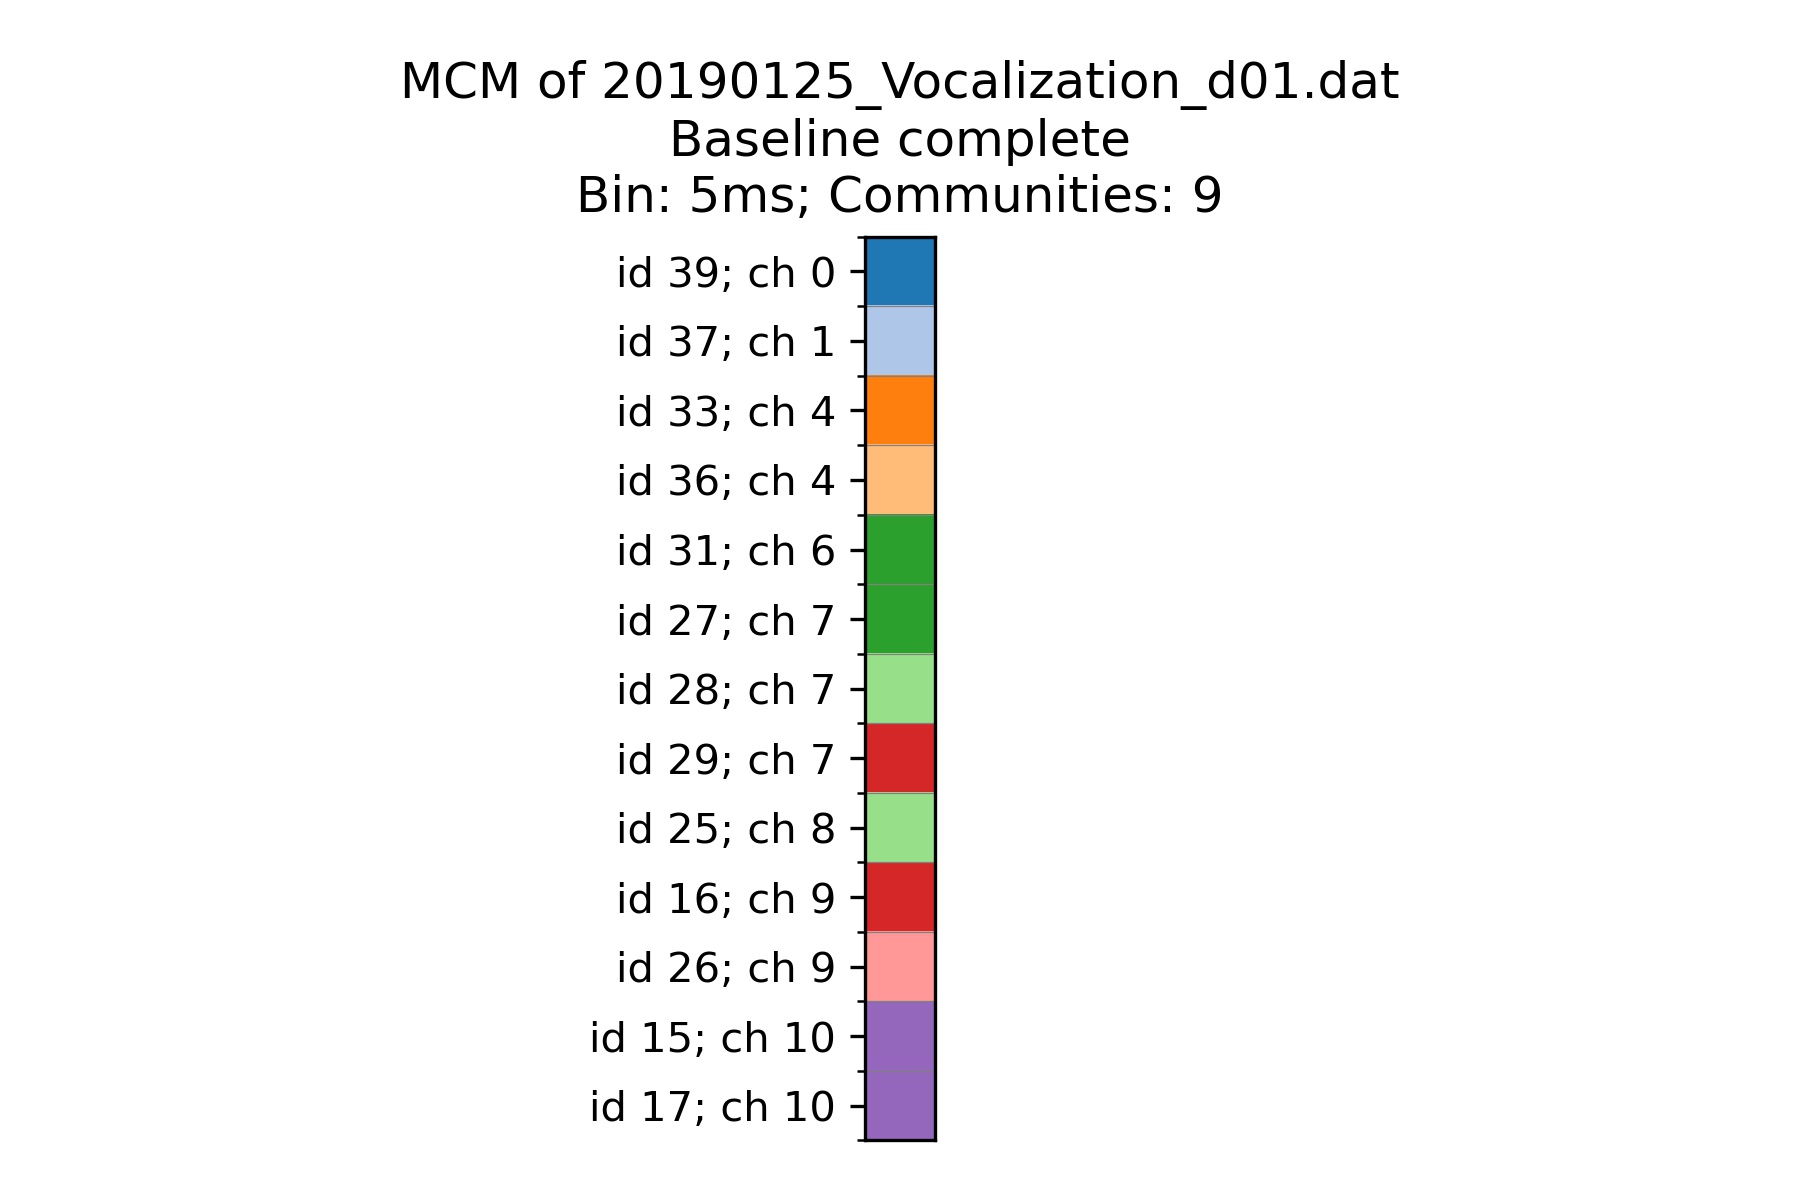 MCM of 20190125_Vocalization_d01.dat
Baseline complete
Bin: 5ms; Communities: 9
id 39; ch 0
id 37; ch 1
id 33; ch 4
id 36; ch 4
id 31; ch 6
id 27; ch 7
id 28; ch 7
id 29; ch 7
id 25; ch 8
id 16; ch 9
id 26; ch 9
id 15; ch 10
id 17; ch 10